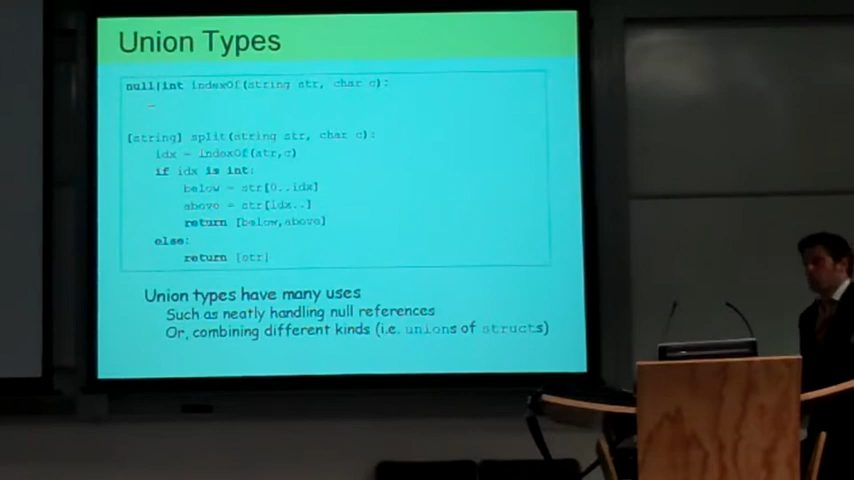 Union Types
null|int indexOf(string str, char c):
[string] split(string str, char c):
idx = indexOf(str,c)
if idx is int:
below = str[0..idx]
above = str[idx..]
return [below,above]
else:
return [str]
Union types have many uses
Such as neatly handling null references
Or, combining different kinds (i.e. unions of structs)